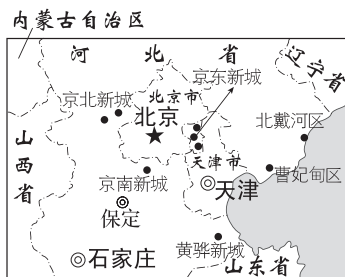 内蒙古自治区
河北省
辽宁省
京东新城
京北新城
北京市
北京
北戴河区
山西省
天津市
曹妃甸区
京南新城
天津
保定
黄骅新城
山东省
石家庄